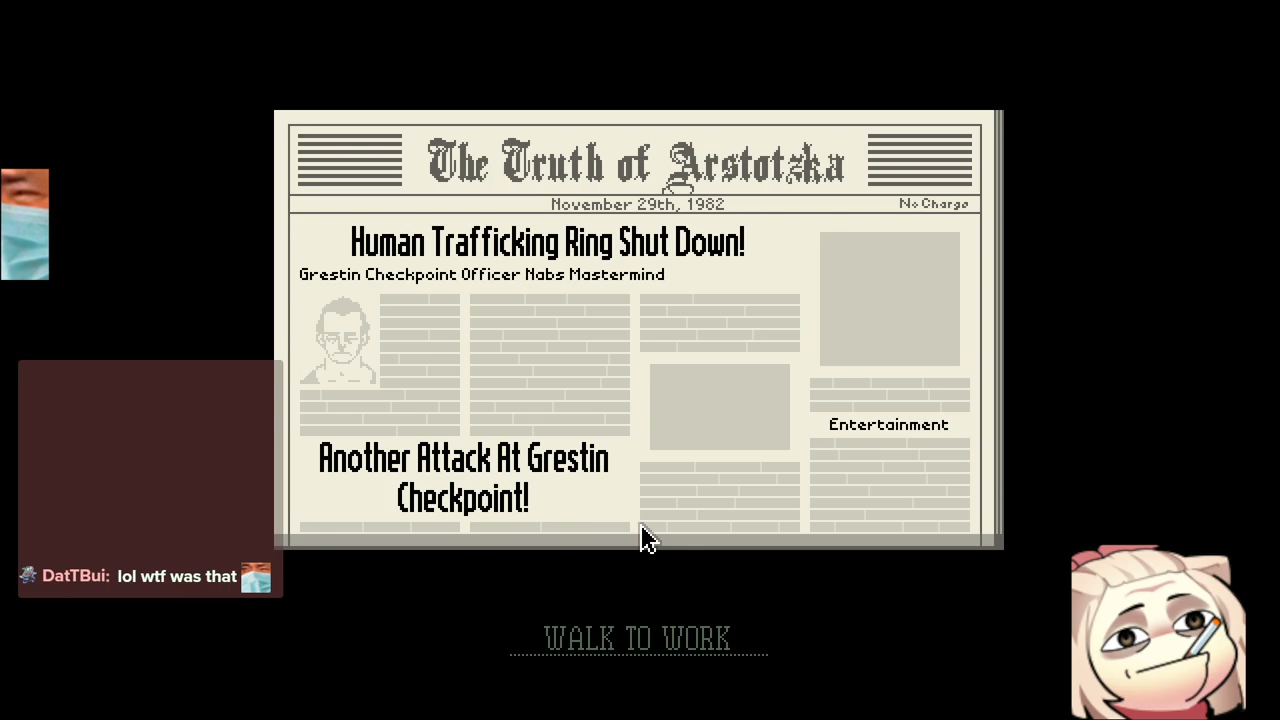 The Truth of Arstotzka
November 29th, 1982
No Charge
Human Trafficking Ring Shut Down!
Grestin Checkpoint Officer Nabs Mastermind
Another Attack At Grestin
Checkpoint!
Entertainment
DatTBui: lol wtf was that
WALK TO WORK